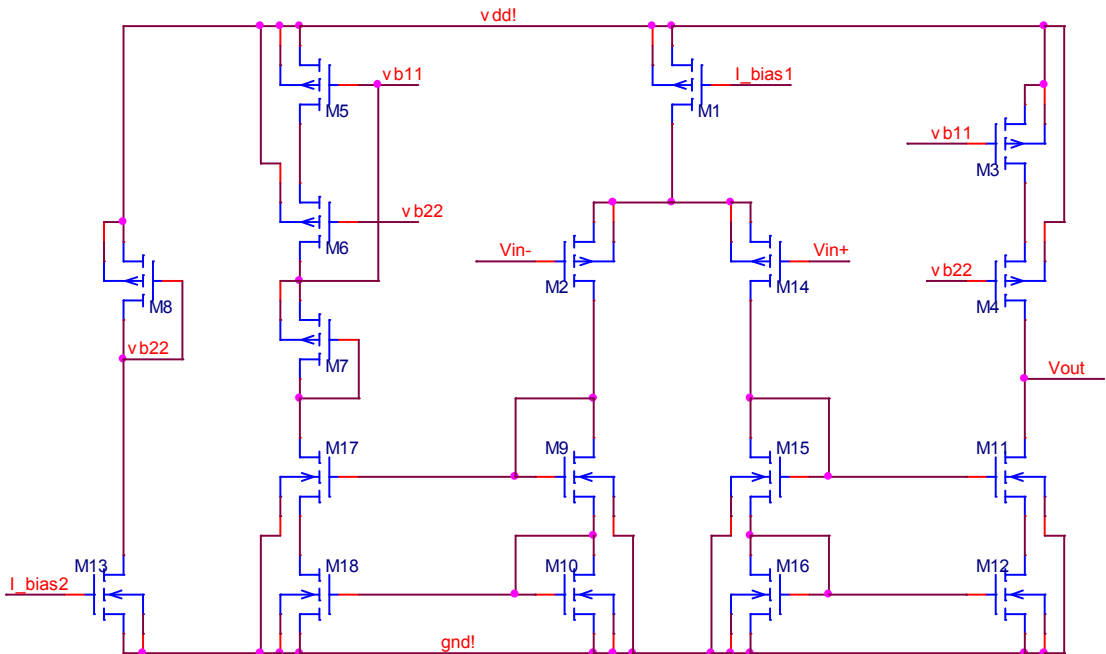 vdd!
vb11
I_bias1
M5
M1
vb11
M3
vb22
M6
Vin-
Vin+
vb22
M8
M2
M14
M4
vb22
M7
Vout
M17
M9
M15
M11
M13
M18
M10
M16
M12
I_bias2
gnd!